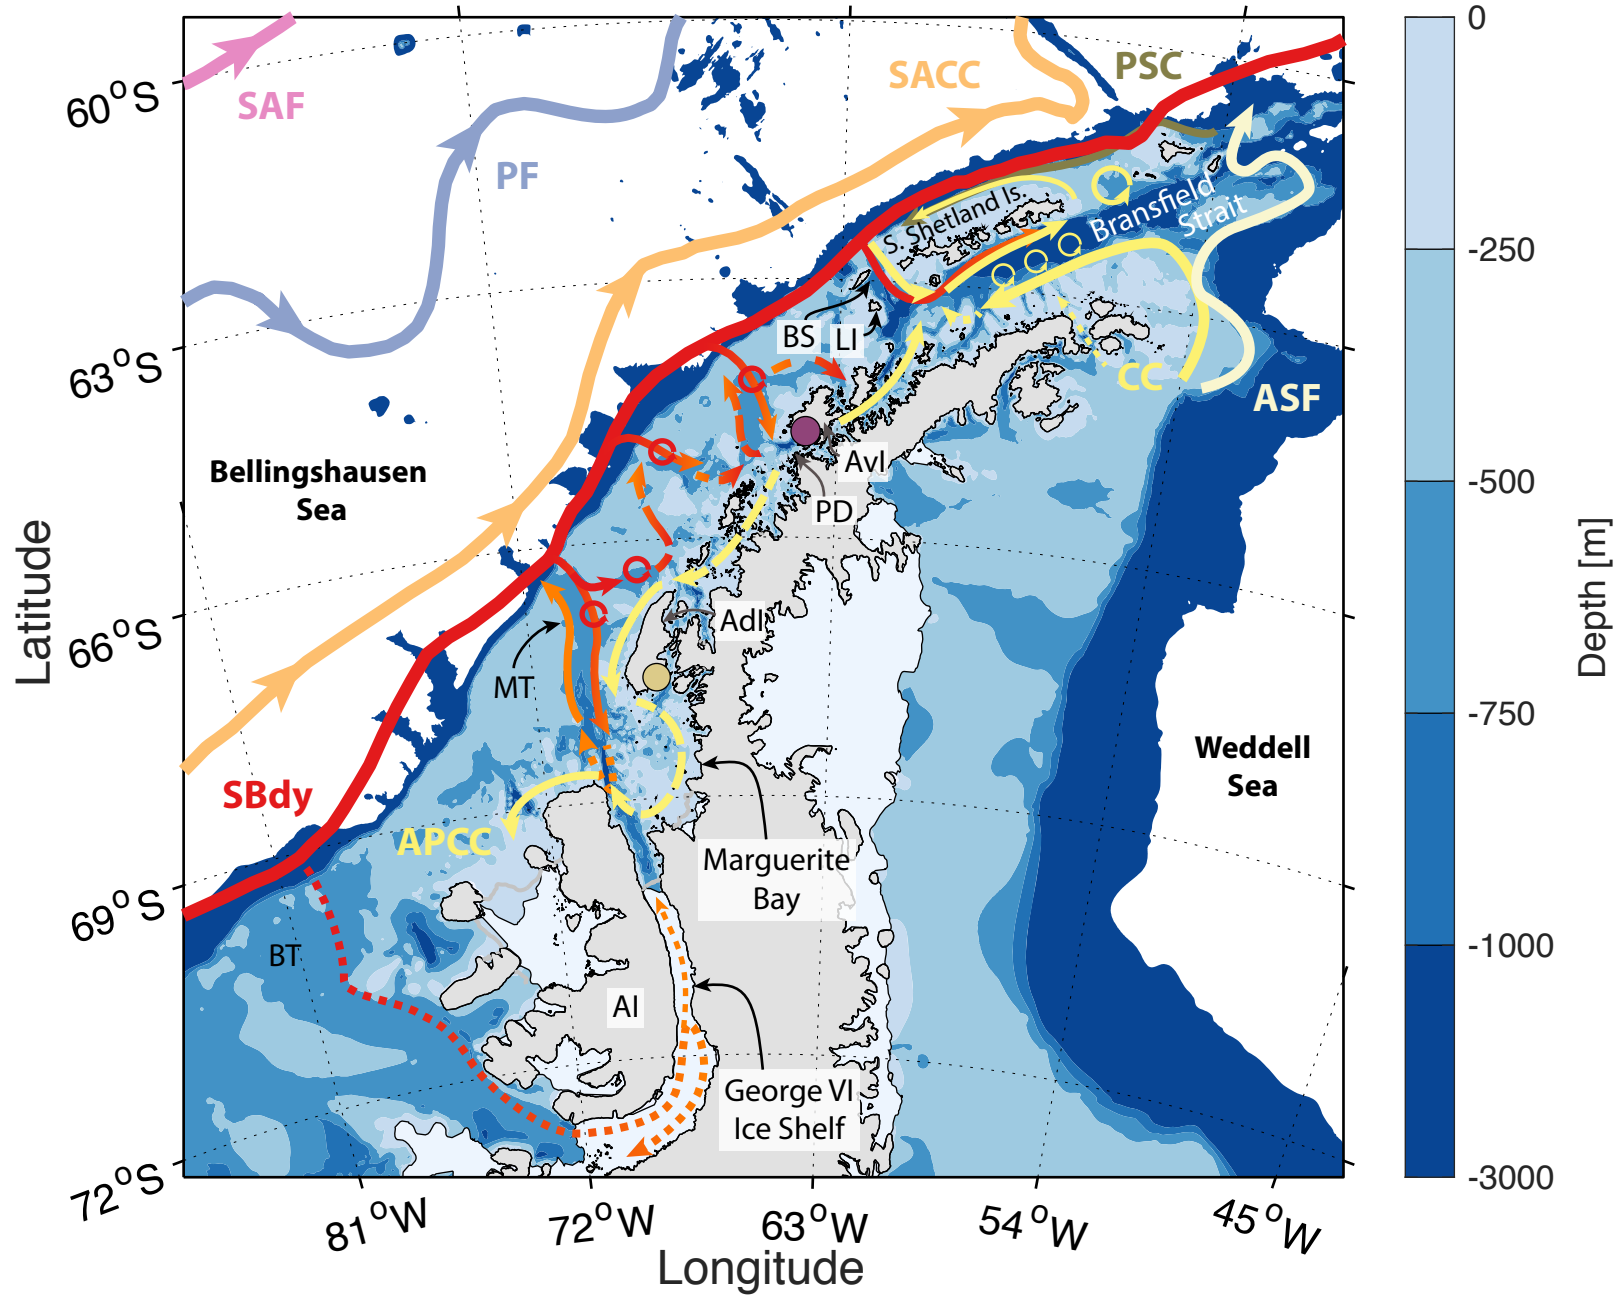 SAF
PF
SACC
PSC
S. Shetland Is.
Bransfield
Strait
BS
LI
CC
ASF
AvI
PD
Bellingshausen
Sea
AdI
MT
Weddell
Sea
SBdy
APCC
Marguerite
Bay
BT
AI
George VI
Ice Shelf
60°S
63°S
66°S
69°S
72°S
Latitude
81°W
72°W
63°W
54°W
45°W
Longitude
0
-250
-500
-750
-1000
-3000
Depth [m]